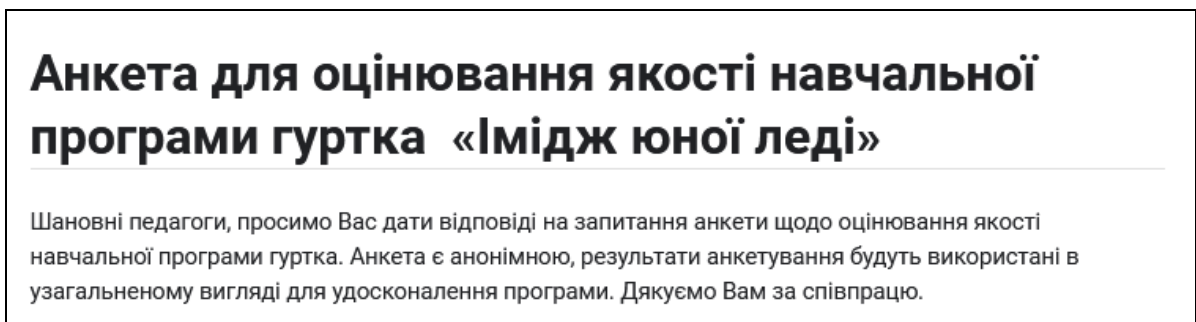 Анкета для оцінювання якості навчальної
програми гуртка «Імідж юної леді»
Шановні педагоги, просимо Вас дати відповіді на запитання анкети щодо оцінювання якості
навчальної програми гуртка. Анкета є анонімною, результати анкетування будуть використані в
узагальненому вигляді для удосконалення програми. Дякуємо Вам за співпрацю.